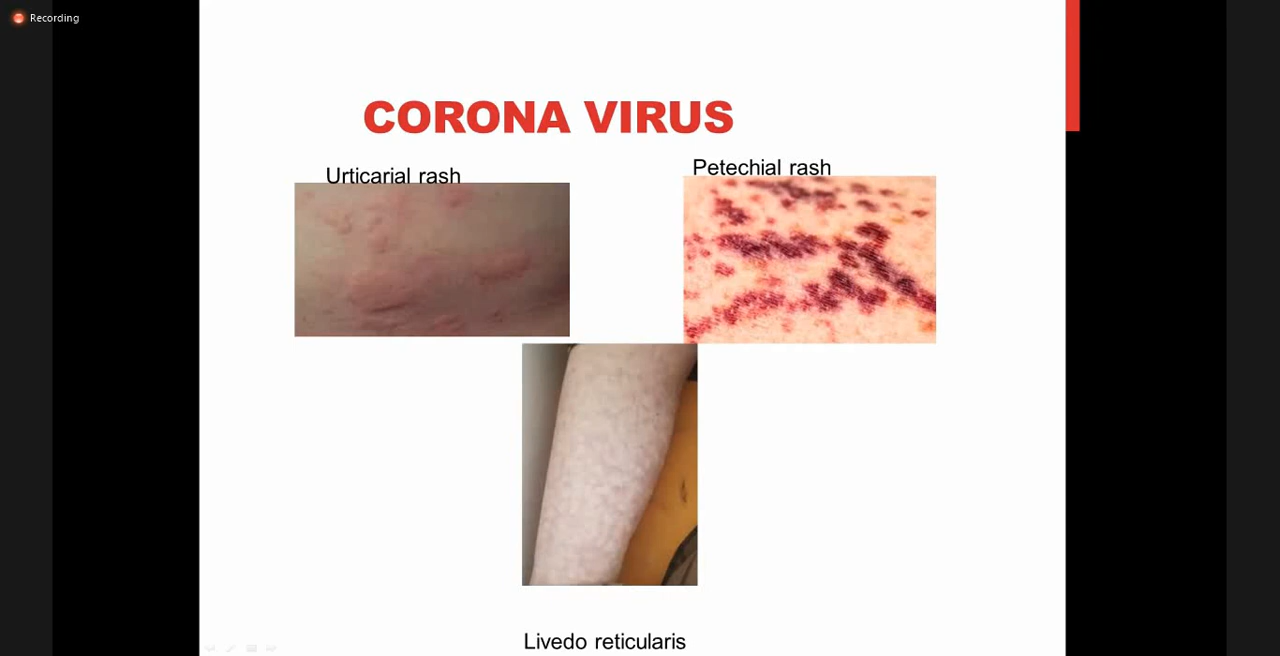 Recording
CORONA VIRUS
Urticarial rash
Petechial rash
Livedo reticularis